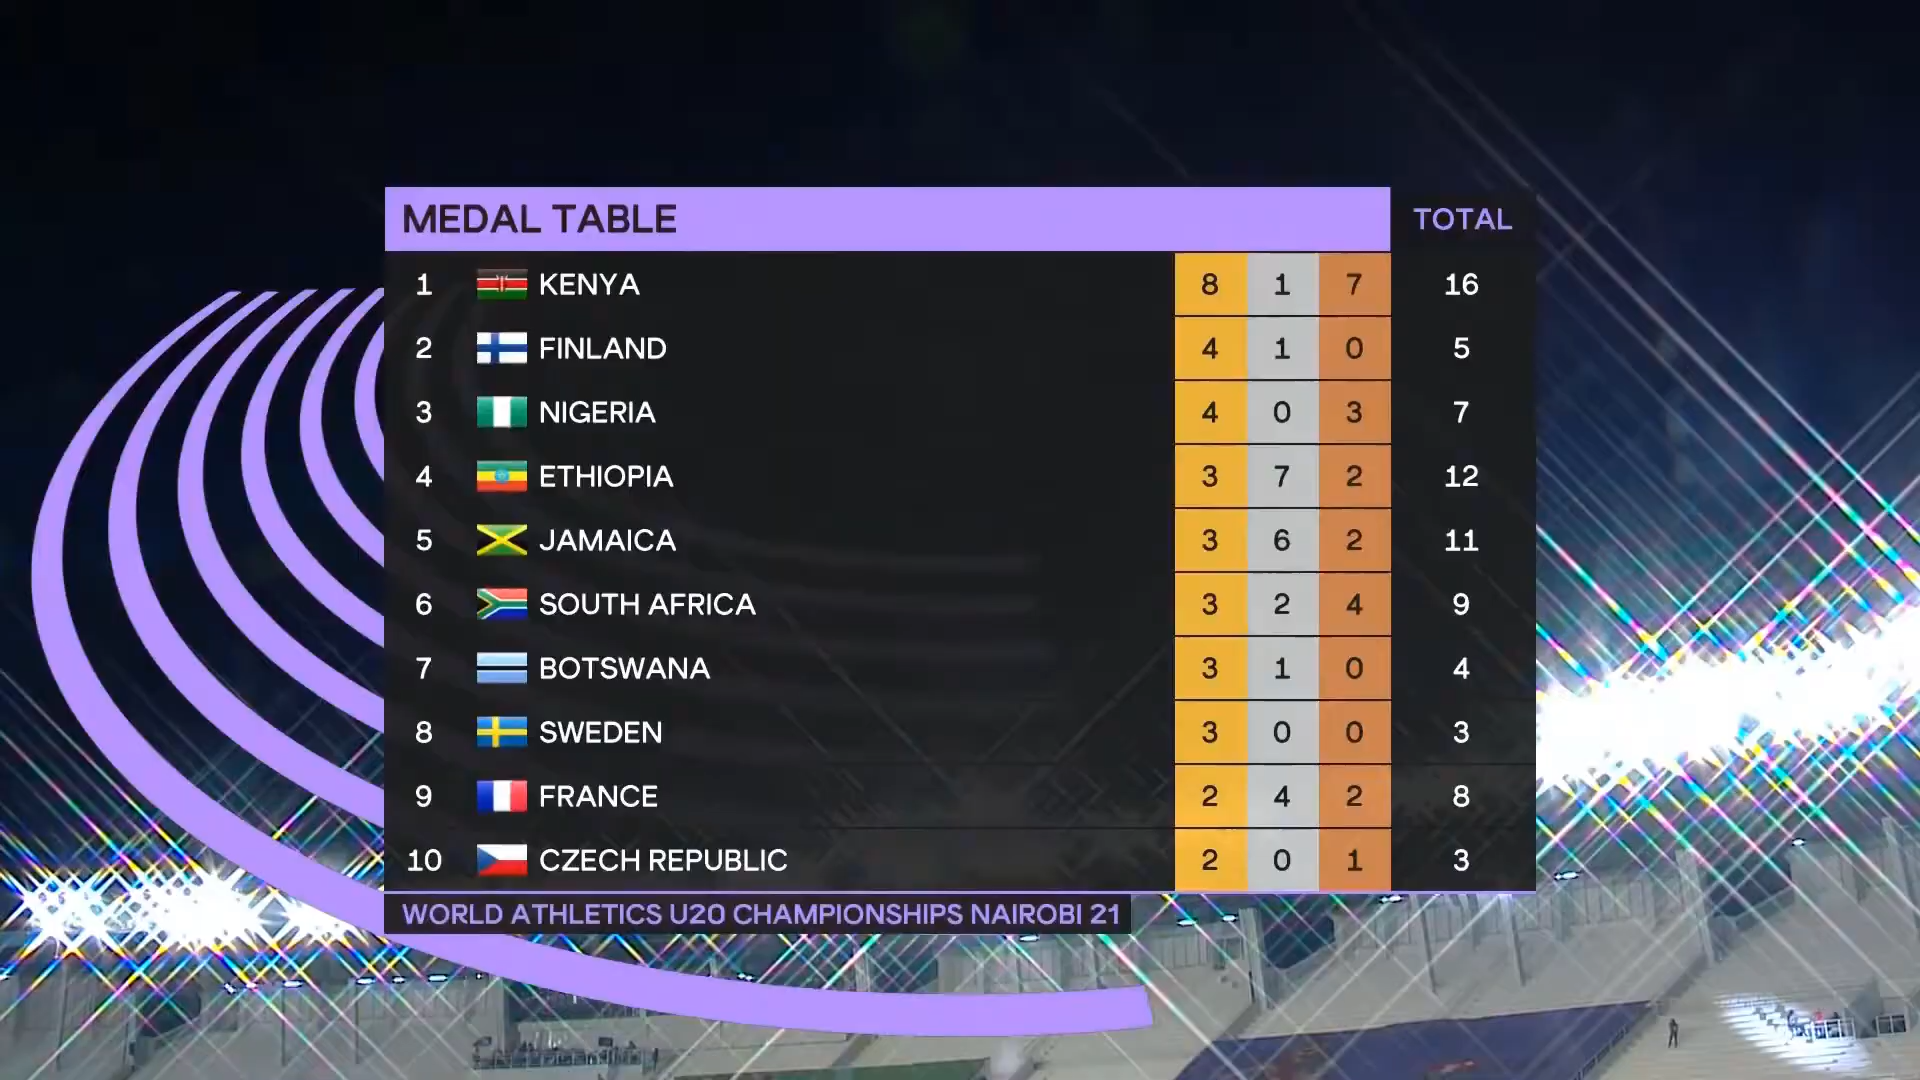 MEDAL TABLE TOTAL
1 KENYA 8 1 7 16
2 FINLAND 4 1 0 5
3 NIGERIA 4 0 3 7
4 ETHIOPIA 3 7 2 12
5 JAMAICA 3 6 2 11
6 SOUTH AFRICA 3 2 4 9
7 BOTSWANA 3 1 0 4
8 SWEDEN 3 0 0 3
9 FRANCE 2 4 2 8
10 CZECH REPUBLIC 2 0 1 3
WORLD ATHLETICS U20 CHAMPIONSHIPS NAIROBI 21